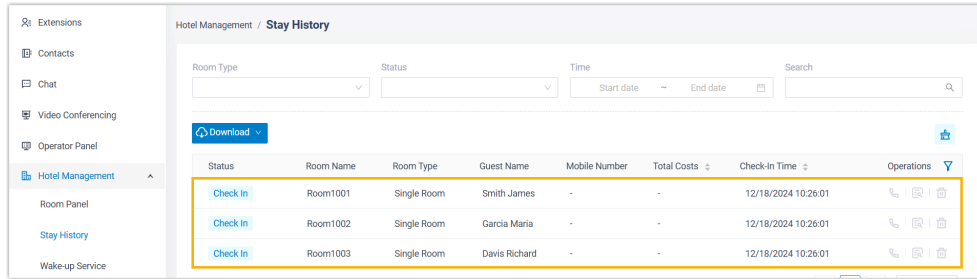 Extensions
Contacts
Chat
Video Conferencing
Operator Panel
Hotel Management
Room Panel
Stay History
Wake-up Service
Hotel Management / Stay History
Room Type Status Time Search
Start date ~ End date
Download
Status Room Name Room Type Guest Name Mobile Number Total Costs Check-In Time Operations
Check In Room1001 Single Room Smith James - - 12/18/2024 10:26:01
Check In Room1002 Single Room Garcia Maria - - 12/18/2024 10:26:01
Check In Room1003 Single Room Davis Richard - - 12/18/2024 10:26:01